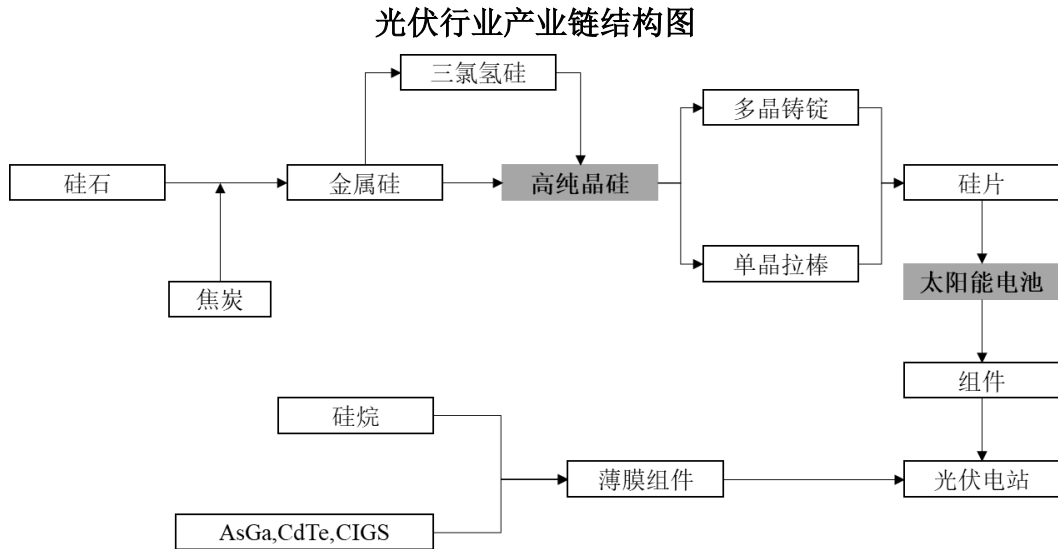 光伏行业产业链结构图
三氯氢硅
多晶铸锭
硅石
金属硅
高纯晶硅
硅片
单晶拉棒
太阳能电池
焦炭
组件
硅烷
薄膜组件
光伏电站
AsGa,CdTe,CIGS